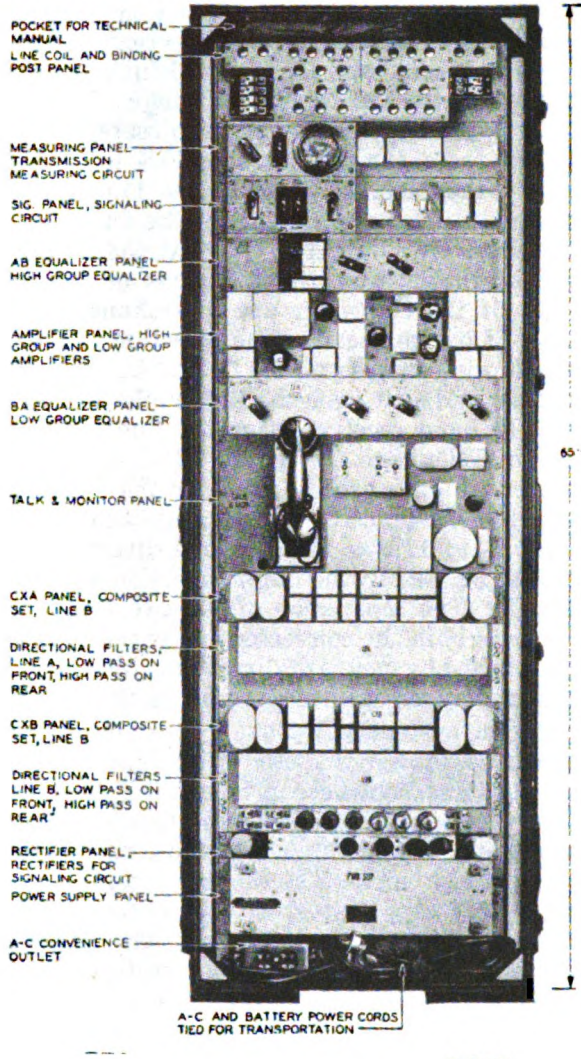 POCKET FOR TECHNICAL
MANUAL
LINE COIL AND BINDING
POST PANEL
MEASURING PANEL
TRANSMISSION
MEASURING CIRCUIT
SIG. PANEL, SIGNALING
CIRCUIT
AB EQUALIZER PANEL
HIGH GROUP EQUALIZER
AMPLIFIER PANEL, HIGH
GROUP AND LOW GROUP
AMPLIFIERS
BA EQUALIZER PANEL
LOW GROUP EQUALIZER
65"
TALK & MONITOR PANEL
CXA PANEL, COMPOSITE
SET, LINE B
DIRECTIONAL FILTERS,
LINE A, LOW PASS ON
FRONT, HIGH PASS ON
REAR
CXB PANEL, COMPOSITE
SET, LINE B
DIRECTIONAL FILTERS
LINE B, LOW PASS ON
FRONT, HIGH PASS ON
REAR
RECTIFIER PANEL,
RECTIFIERS FOR
SIGNALING CIRCUIT
POWER SUPPLY PANEL
PWR SUP
A-C CONVENIENCE
OUTLET
A-C AND BATTERY POWER CORDS
TIED FOR TRANSPORTATION